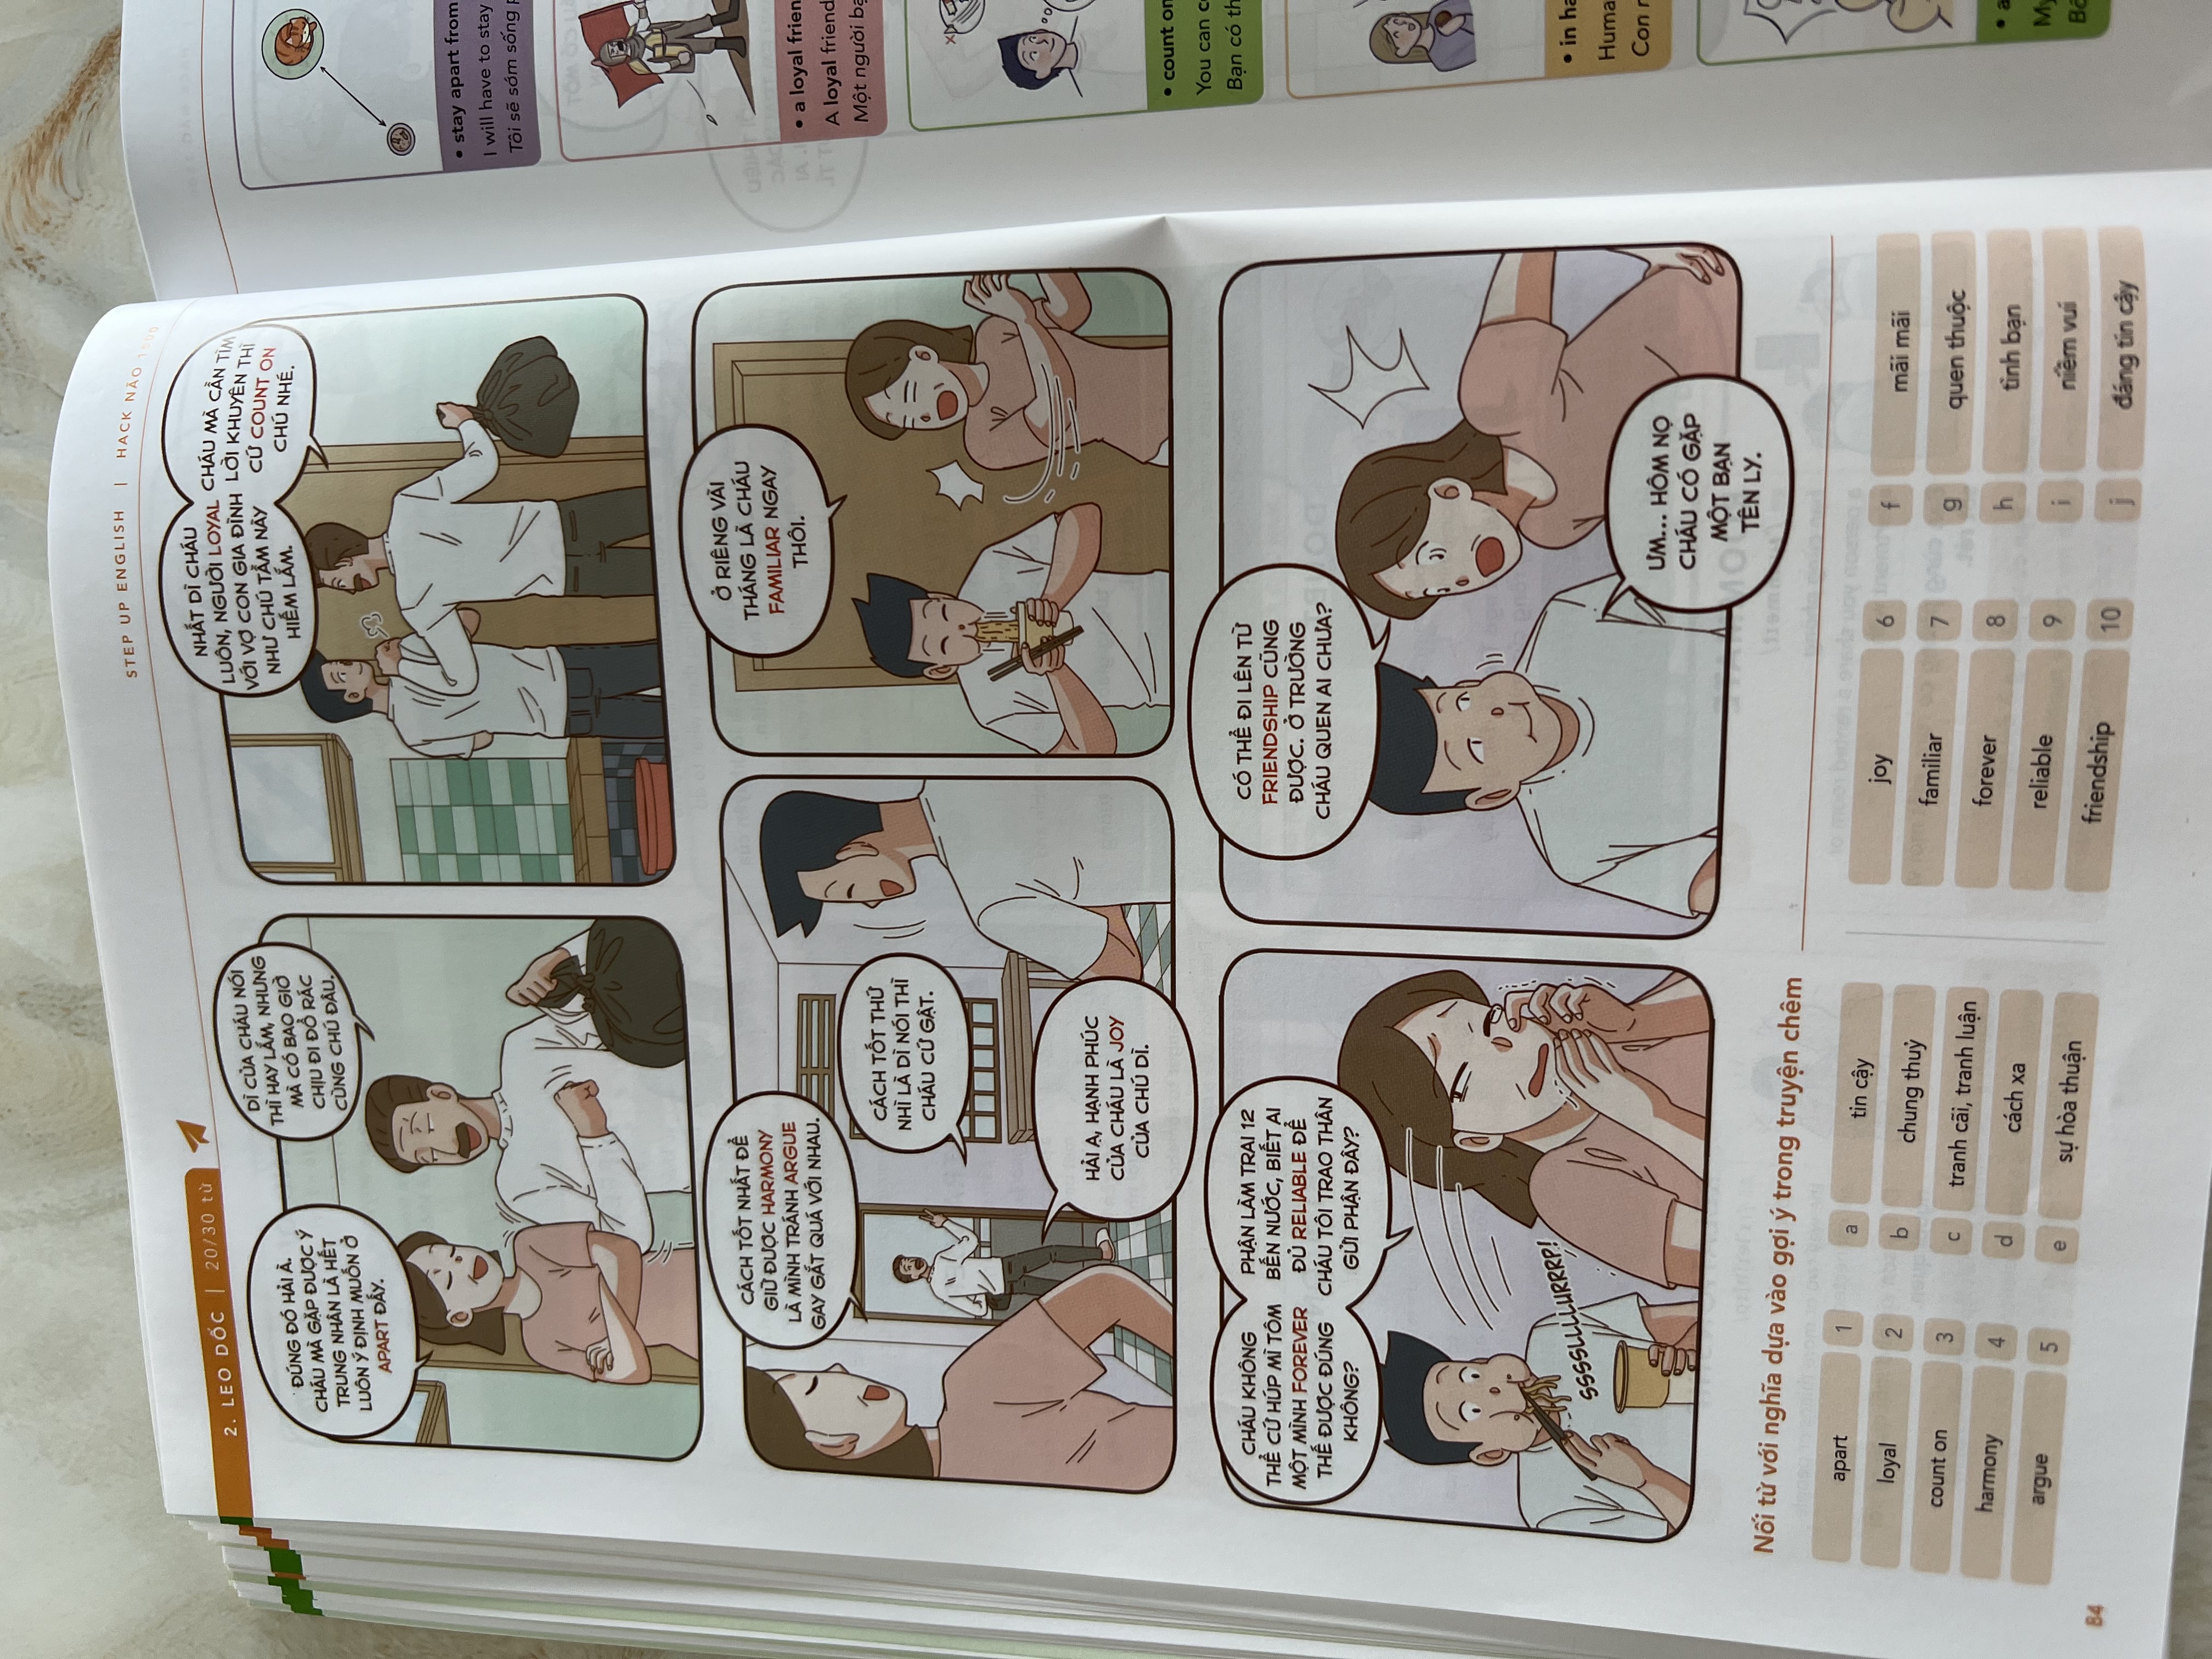 STEP UP ENGLISH | HACK NÃO
2. LEO DỐC | 20/30 từ
ĐÚNG ĐÓ HẢI À.
CHÁU MÀ GẶP ĐƯỢC Ý
TRUNG NHÂN LÀ HẾT
LUÔN Ý ĐỊNH MUỐN Ở
APART ĐẤY.
DÌ CỦA CHÁU NÓI
THÌ HAY LẮM, NHƯNG
MÀ CÓ BAO GIỜ
CHỊU ĐI ĐỔ RÁC
CÙNG CHÚ ĐÂU.
NHẤT DÌ CHÁU
LUÔN, NGƯỜI LOYAL
VỚI VỢ CON GIA ĐÌNH
NHƯ CHÚ TẦM NÀY
HIẾM LẮM.
CHÁU MÀ CẦN TÌM
LỜI KHUYÊN THÌ
CỨ COUNT ON
CHÚ NHÉ.
CÁCH TỐT NHẤT ĐỂ
GIỮ ĐƯỢC HARMONY
LÀ MÌNH TRÁNH ARGUE
GAY GẮT QUÁ VỚI NHAU.
CÁCH TỐT THỨ
NHÌ LÀ DÌ NÓI THÌ
CHÁU CỨ GẬT.
HẢI Ạ, HẠNH PHÚC
CỦA CHÁU LÀ JOY
CỦA CHÚ DÌ.
Ở RIÊNG VÀI
THÁNG LÀ CHÁU
FAMILIAR NGAY
THÔI.
CHÁU KHÔNG
THỂ CỨ HÚP MÌ TÔM
MỘT MÌNH FOREVER
THẾ ĐƯỢC ĐÚNG
KHÔNG?
PHẬN LÀM TRAI 12
BẾN NƯỚC, BIẾT AI
ĐỦ RELIABLE ĐỂ
CHÁU TÔI TRAO THÂN
GỬI PHẬN ĐÂY?
SSSSLLLLURRRP!
CÓ THỂ ĐI LÊN TỪ
FRIENDSHIP CŨNG
ĐƯỢC. Ở TRƯỜNG
CHÁU QUEN AI CHƯA?
ƯM... HÔM NỌ
CHÁU CÓ GẶP
MỘT BẠN
TÊN LY.
Nối từ với nghĩa dựa vào gợi ý trong truyện chêm
apart 1 a tin cậy
loyal 2 b chung thuỷ
count on 3 c tranh cãi, tranh luận
harmony 4 d cách xa
argue 5 e sự hòa thuận
joy 6 f mãi mãi
familiar 7 g quen thuộc
forever 8 h tình bạn
reliable 9 i niềm vui
friendship 10 j đáng tin cậy
84
• stay apart from
I will have to stay
Tôi sẽ sớm sống
• a loyal frien
A loyal friend
Một người bạ
• count on
You can c
Bạn có th
• in ha
Huma
Con n
• a
My